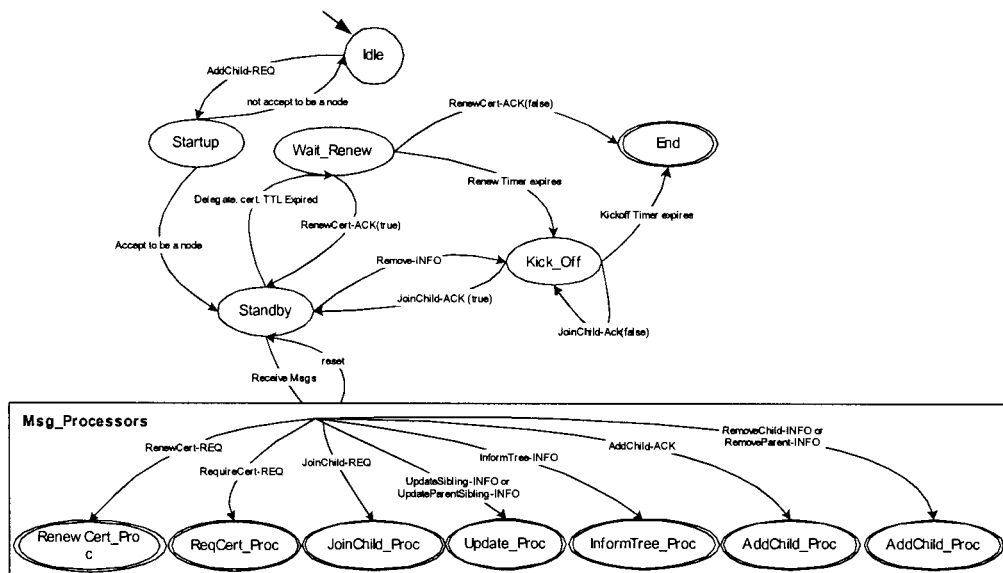 Idle
AddChild-REQ
not accept to be a node
RenewCert-ACK(false)
Startup
Wait_Renew
End
Renew Timer expires
Delegate. cert. TTL Expired
Kickoff Timer expires
RenewCert-ACK(true)
Accept to be a node
Remove-INFO
Kick_Off
JoinChild-ACK (true)
Standby
JoinChild-Ack(false)
reset
Receive Msgs
Msg_Processors
RemoveChild-INFO or
RemoveParent-INFO
RenewCert-REQ
AddChild-ACK
InformTree-INFO
JoinChild-REQ
RequireCert-REQ
UpdateSibling-INFO or
UpdateParentSibling-INFO
Renew Cert_Pro
c
ReqCert_Proc
JoinChild_Proc
Update_Proc
InformTree_Proc
AddChild_Proc
AddChild_Proc